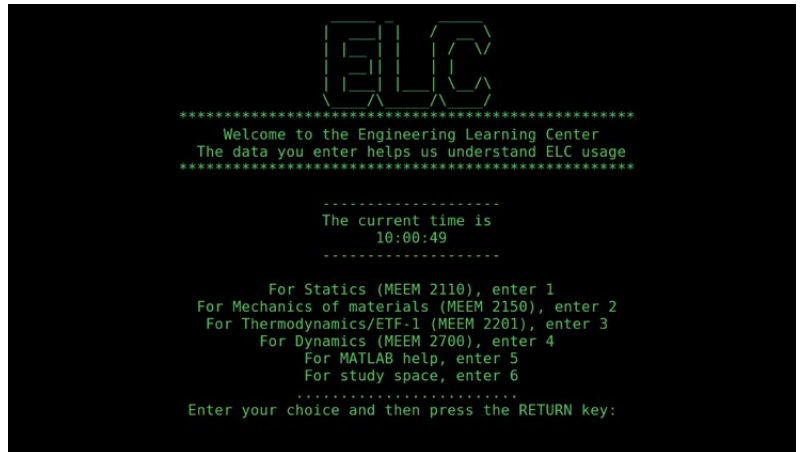 ELC
*****************************************************
Welcome to the Engineering Learning Center
The data you enter helps us understand ELC usage
*****************************************************
--------------------
The current time is
10:00:49
--------------------
For Statics (MEEM 2110), enter 1
For Mechanics of materials (MEEM 2150), enter 2
For Thermodynamics/ETF-1 (MEEM 2201), enter 3
For Dynamics (MEEM 2700), enter 4
For MATLAB help, enter 5
For study space, enter 6
.........................
Enter your choice and then press the RETURN key: